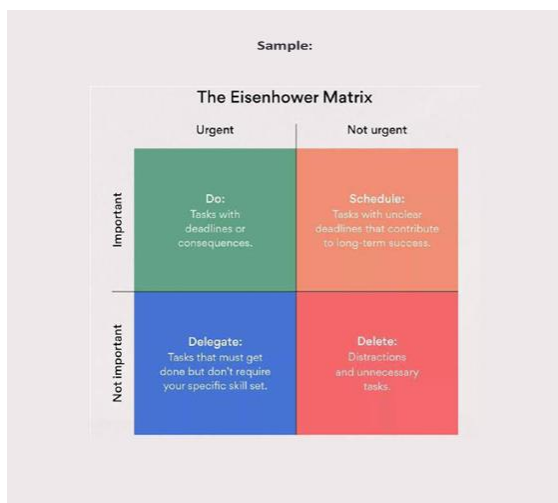 Sample:
The Eisenhower Matrix
Urgent
Not urgent
Important
Do:
Tasks with
deadlines or
consequences.
Schedule:
Tasks with unclear
deadlines that contribute
to long-term success.
Not important
Delegate:
Tasks that must get
done but don't require
your specific skill set.
Delete:
Distractions
and unnecessary
tasks.